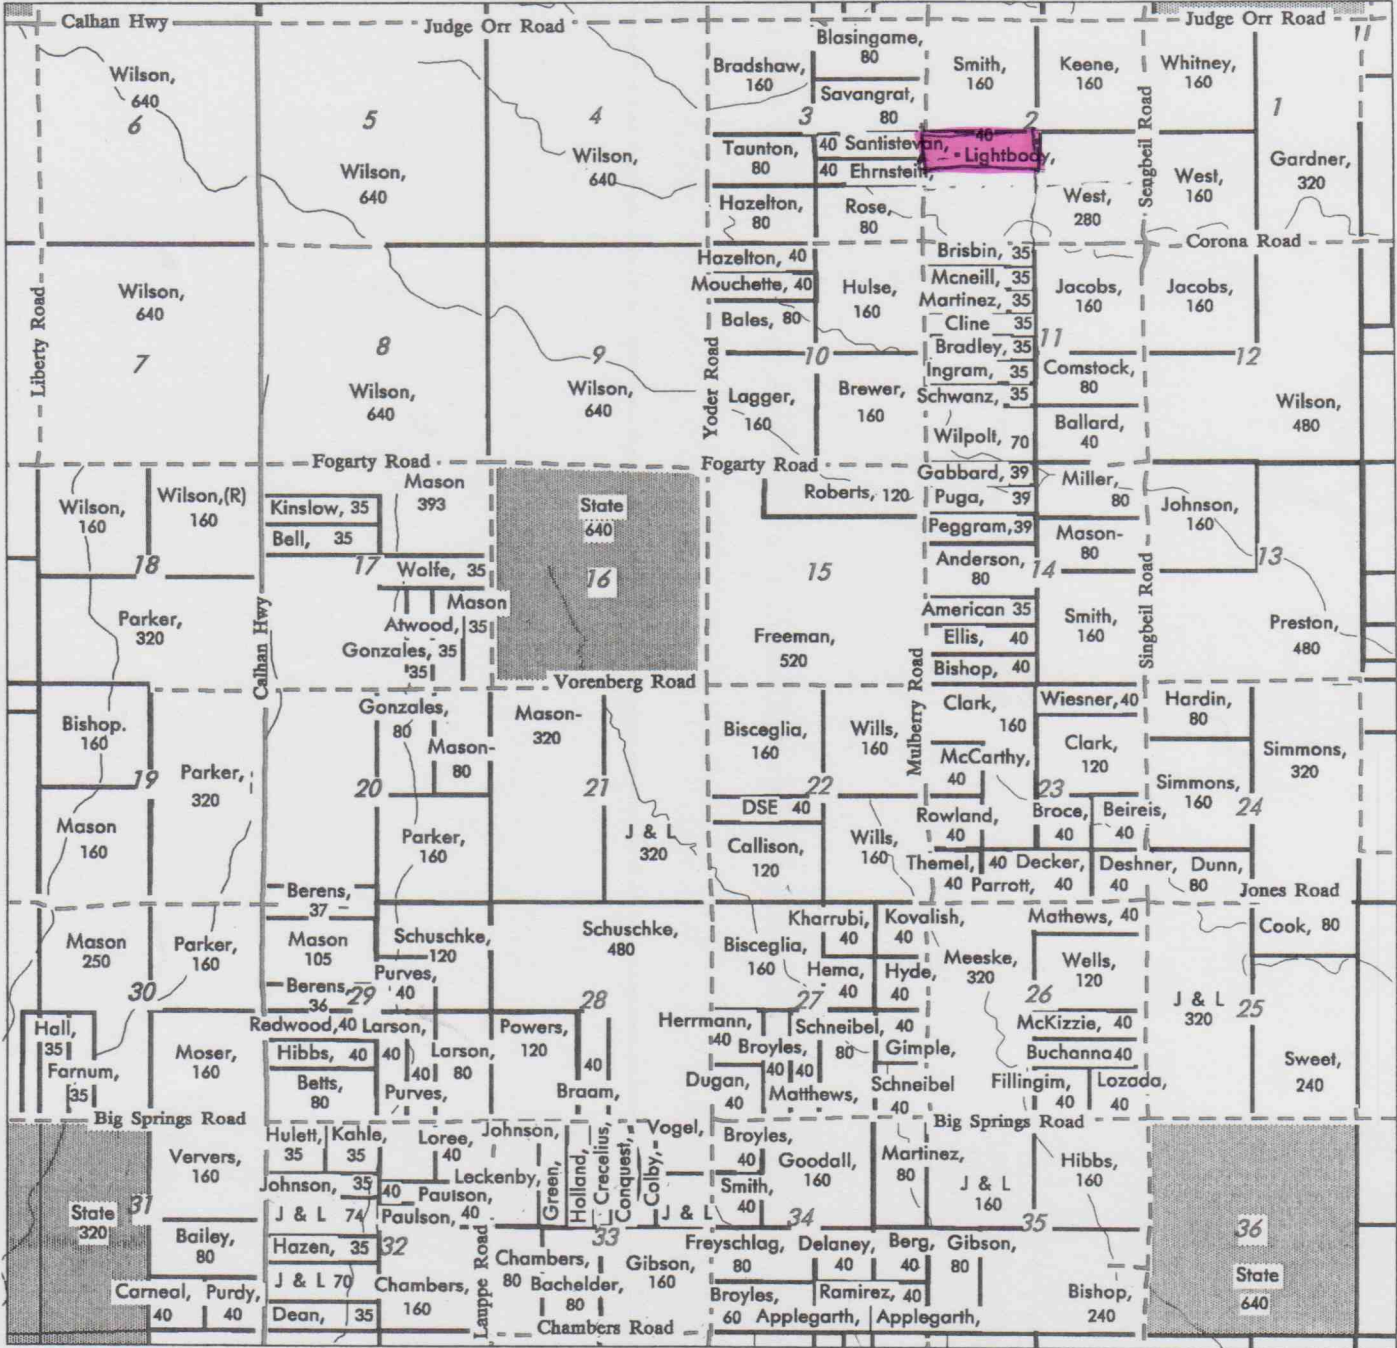 Calhan Hwy
Judge Orr Road
Judge Orr Road
Wilson,
640
6
5
Wilson,
640
4
Wilson,
640
Bradshaw,
160
Blasingame,
80
Savangrat,
80
3
Taunton,
80
40 Santistevan,
40 Ehrnstein,
Hazelton,
80
Rose,
80
Smith,
160
Keene,
160
2
40
Lightbody,
West,
280
Sengbeil Road
Whitney,
160
West,
160
1
Gardner,
320
Corona Road
Liberty Road
Wilson,
640
7
8
Wilson,
640
9
Wilson,
640
Yoder Road
Hazelton, 40
Mouchette, 40
Bales, 80
Hulse,
160
10
Lagger,
160
Brewer,
160
Brisbin, 35
Mcneill, 35
Martinez, 35
Cline 35
Bradley, 35
Ingram, 35
Schwanz, 35
Wilpolt, 70
Jacobs,
160
11
Comstock,
80
Ballard,
40
Jacobs,
160
12
Wilson,
480
Fogarty Road
Fogarty Road
Wilson,
160
Wilson,(R)
160
18
Parker,
320
Calhan Hwy
Kinslow, 35
Bell, 35
Mason
393
17
Wolfe, 35
Mason
35
Atwood,
Gonzales, 35
35
State
640
16
Vorenberg Road
Roberts, 120
15
Freeman,
520
Mulberry Road
Gabbard, 39
Puga, 39
Peggram,39
Anderson,
80
American 35
Ellis, 40
Bishop, 40
Miller,
80
Mason-
80
14
Smith,
160
Singbeil Road
Johnson,
160
13
Preston,
480
Bishop.
160
19
Mason
160
Parker,
320
Gonzales,
80
Mason-
80
20
Parker,
160
Berens,
37
Mason-
320
21
J & L
320
Bisceglia,
160
Wills,
160
22
DSE 40
Callison,
120
Wills,
160
Clark,
160
McCarthy,
40
Rowland,
40
Themel,
40
40
Parrott,
Wiesner,40
Clark,
120
23
Broce,
40
Beireis,
40
Decker,
40
Deshner,
40
Hardin,
80
Simmons,
160
Dunn,
80
24
Simmons,
320
Jones Road
Mason
250
Parker,
160
30
Hall,
35
Farnum,
35
Moser,
160
Mason
105
Berens,
36
29
Schuschke,
120
Purves,
40
Redwood,40
Larson,
40
Hibbs, 40
Betts,
80
Larson,
80
40
Purves,
Schuschke,
480
28
Powers,
120
40
Braam,
Bisceglia,
160
Kharrubi,
40
Kovalish,
40
Hema,
40
Hyde,
40
27
Herrmann,
40
Broyles,
40
40
Dugan,
40
Matthews,
Schneibel,
80
40
Gimple,
Schneibel
40
Meeske,
320
Mathews, 40
Wells,
120
26
McKizzie, 40
Buchanna40
Fillingim,
40
Lozada,
40
J & L
320
25
Cook, 80
Sweet,
240
Big Springs Road
Big Springs Road
State
320
31
Ververs,
160
Bailey,
80
Carneal,
40
Purdy,
40
Hulett,
35
Kahle,
35
Johnson, 35
J & L 74
Hazen, 35
J & L 70
Dean, 35
Loree,
40
Leckenby,
40
Paulson,
Paulson, 40
32
Chambers,
160
Lauppe Road
Johnson,
Green,
Holland,
Crecelius,
Conquest,
Colby,
Vogel,
J & L
Chambers,
80
33
Bachelder,
80
Gibson,
160
Chambers Road
Broyles,
40
Smith,
40
Goodall,
160
Martinez,
80
34
Freyschlag,
80
Delaney,
40
Berg,
40
Broyles,
60
Ramirez, 40
Applegarth,
Applegarth,
J & L
160
Gibson,
80
35
Hibbs,
160
Bishop,
240
36
State
640